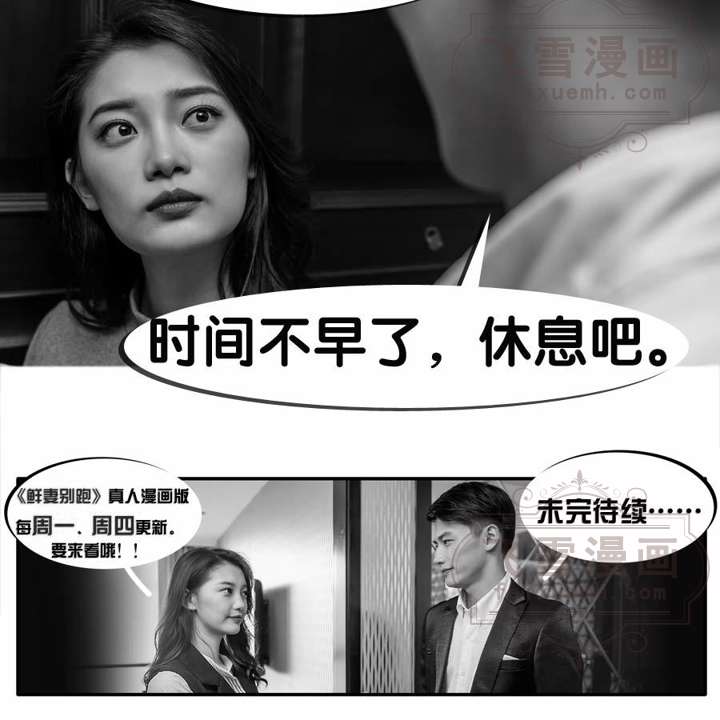 雪漫画
xuemh.com
时间不早了，休息吧。
《鲜妻别跑》真人漫画版
每周一、周四更新。
要来看哦！！
未完待续……
雪漫画
xuemh.com